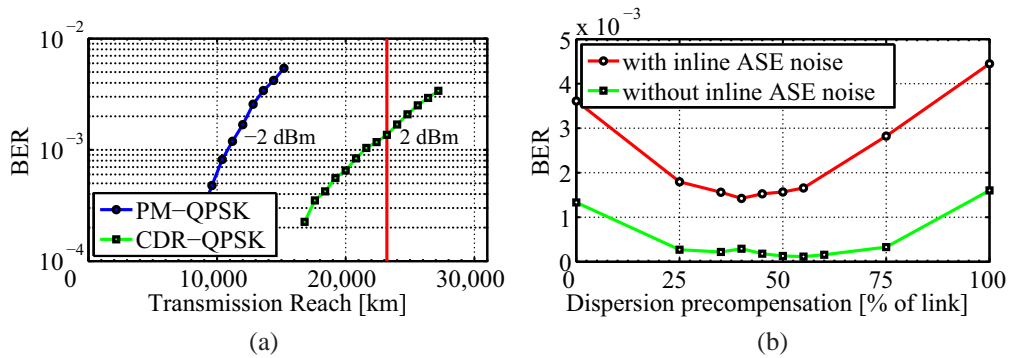 10−2
10−3
10−4
BER
−2 dBm
2 dBm
PM−QPSK
CDR−QPSK
0
10,000
20,000
30,000
Transmission Reach [km]
(a)
x 10−3
5
4
3
2
1
0
BER
with inline ASE noise
without inline ASE noise
0
25
50
75
100
Dispersion precompensation [% of link]
(b)